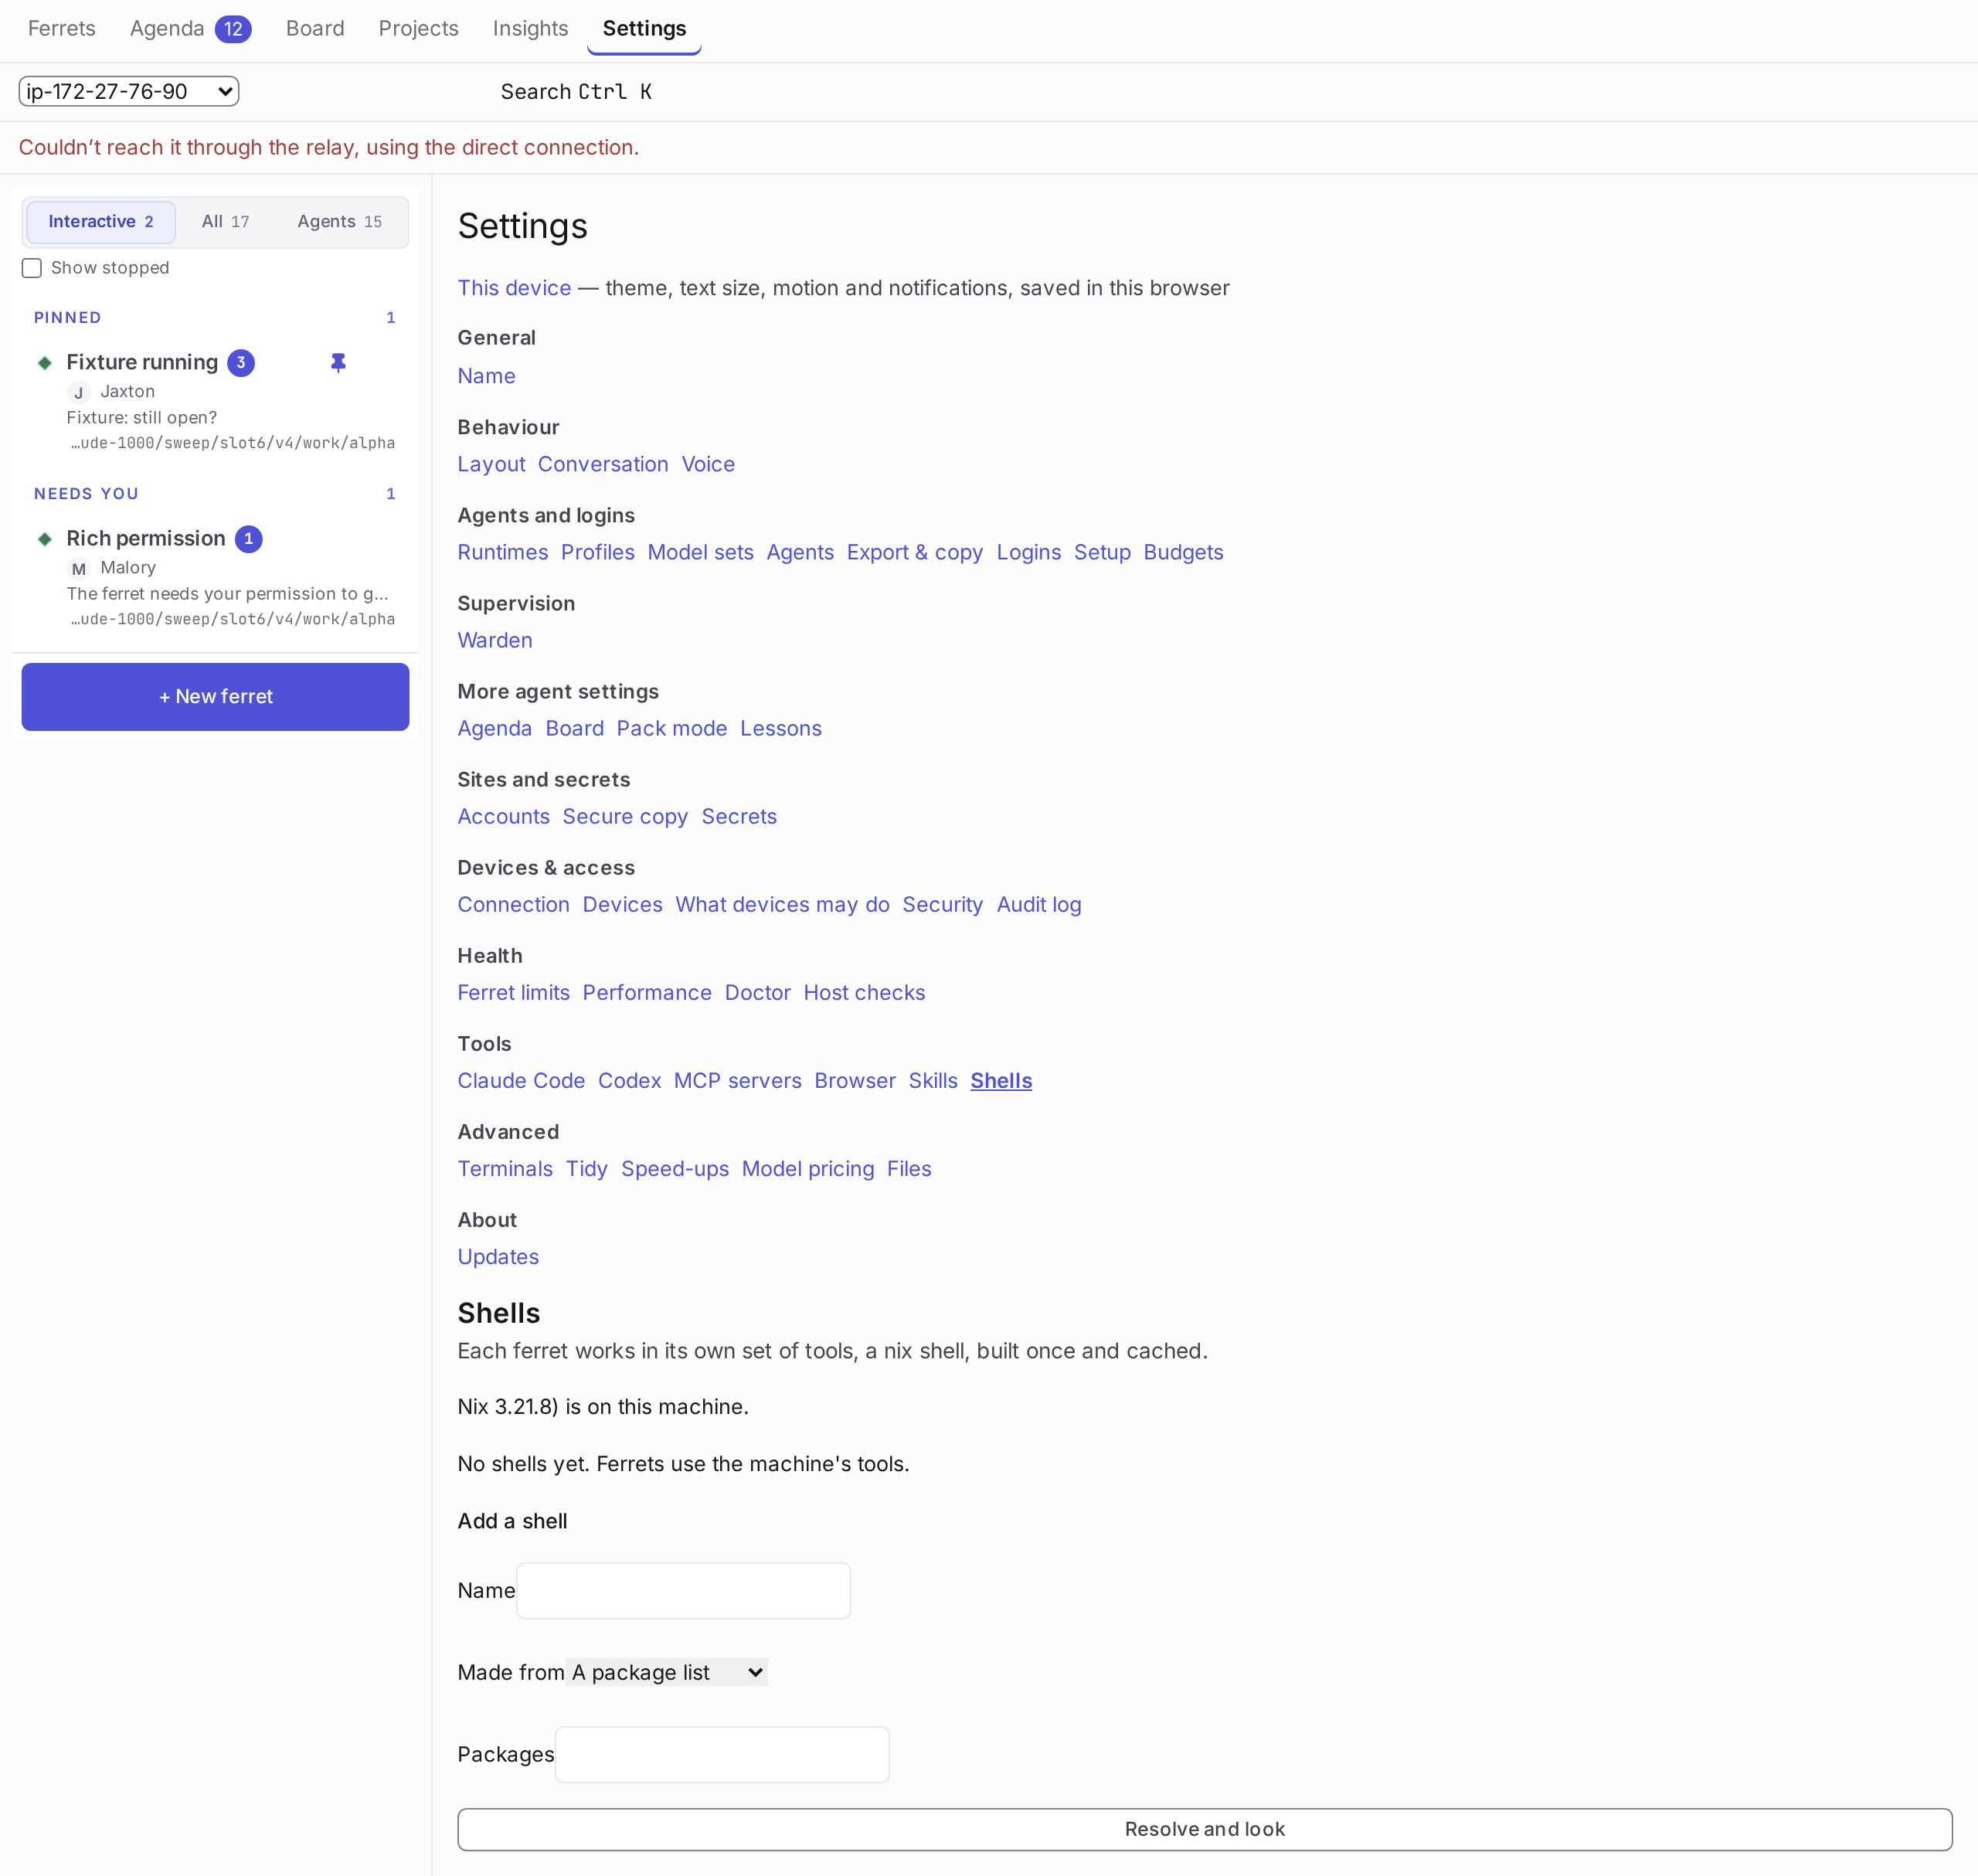 Ferrets Agenda 12 Board Projects Insights Settings
ip-172-27-76-90 Search Ctrl K
Couldn’t reach it through the relay, using the direct connection.
Interactive 2 All 17 Agents 15
Show stopped
PINNED 1
Fixture running 3
J Jaxton
Fixture: still open?
…ude-1000/sweep/slot6/v4/work/alpha
NEEDS YOU 1
Rich permission 1
M Malory
The ferret needs your permission to g…
…ude-1000/sweep/slot6/v4/work/alpha
+ New ferret
Settings
This device — theme, text size, motion and notifications, saved in this browser
General
Name
Behaviour
Layout Conversation Voice
Agents and logins
Runtimes Profiles Model sets Agents Export & copy Logins Setup Budgets
Supervision
Warden
More agent settings
Agenda Board Pack mode Lessons
Sites and secrets
Accounts Secure copy Secrets
Devices & access
Connection Devices What devices may do Security Audit log
Health
Ferret limits Performance Doctor Host checks
Tools
Claude Code Codex MCP servers Browser Skills Shells
Advanced
Terminals Tidy Speed-ups Model pricing Files
About
Updates
Shells
Each ferret works in its own set of tools, a nix shell, built once and cached.
Nix 3.21.8) is on this machine.
No shells yet. Ferrets use the machine's tools.
Add a shell
Name
Made from A package list
Packages
Resolve and look